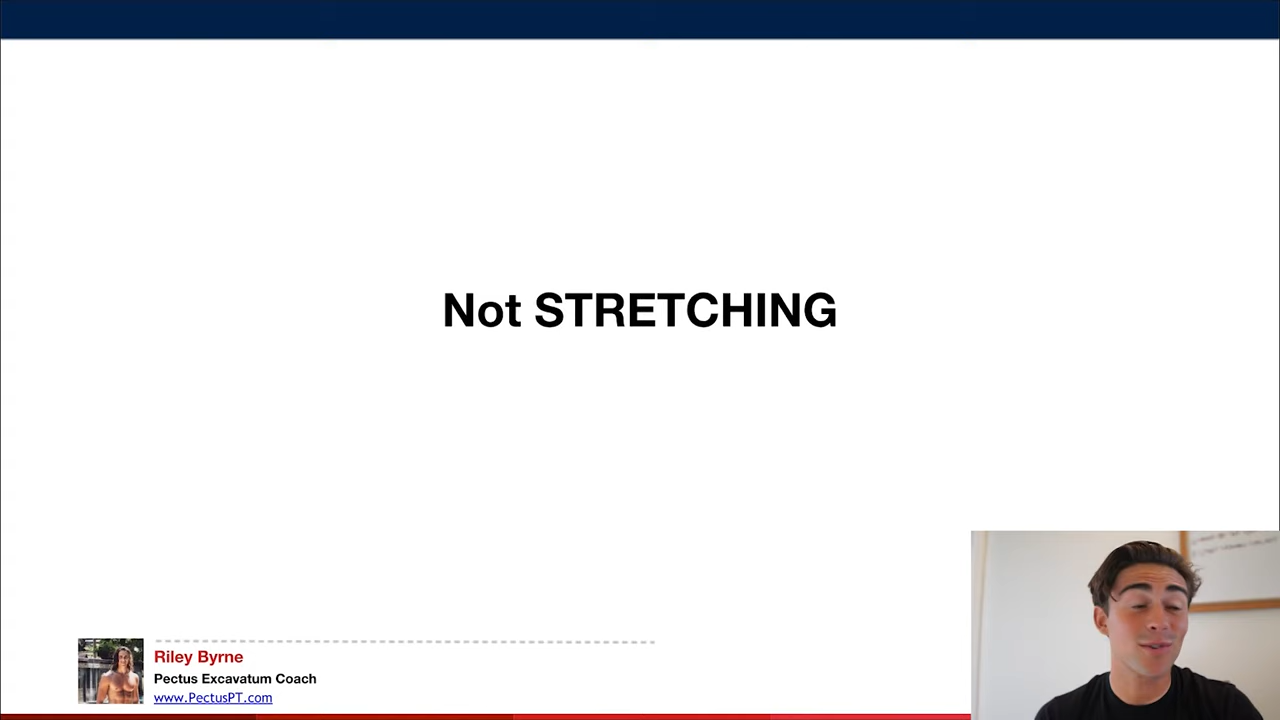 Not STRETCHING
Riley Byrne
Pectus Excavatum Coach
www.PectusPT.com